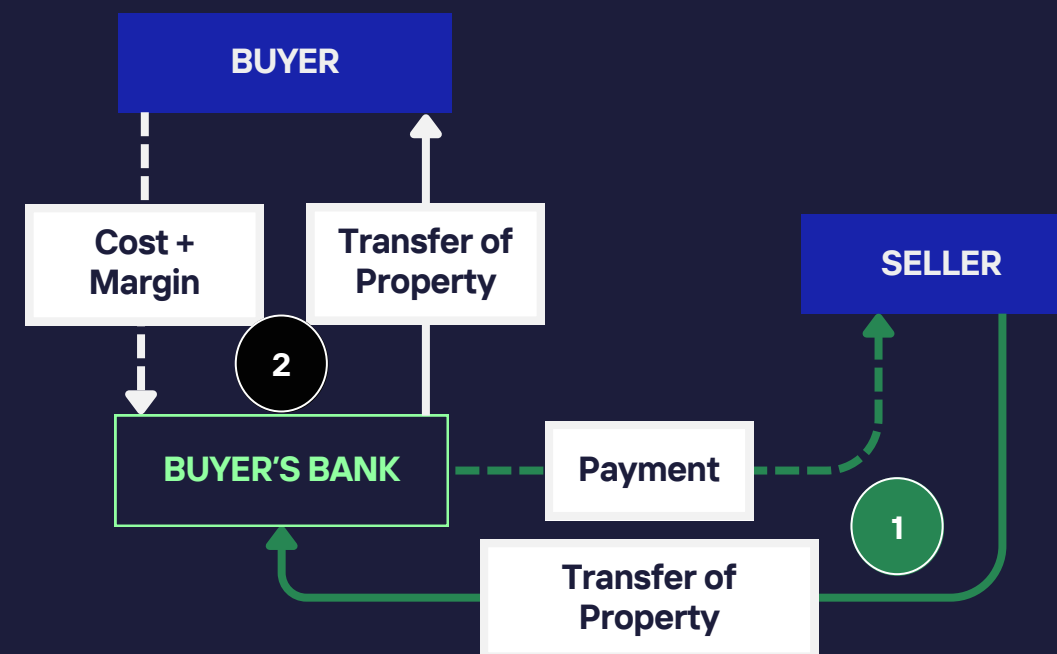 BUYER
Cost +
Margin
Transfer of
Property
SELLER
2
BUYER’S BANK
Payment
1
Transfer of
Property